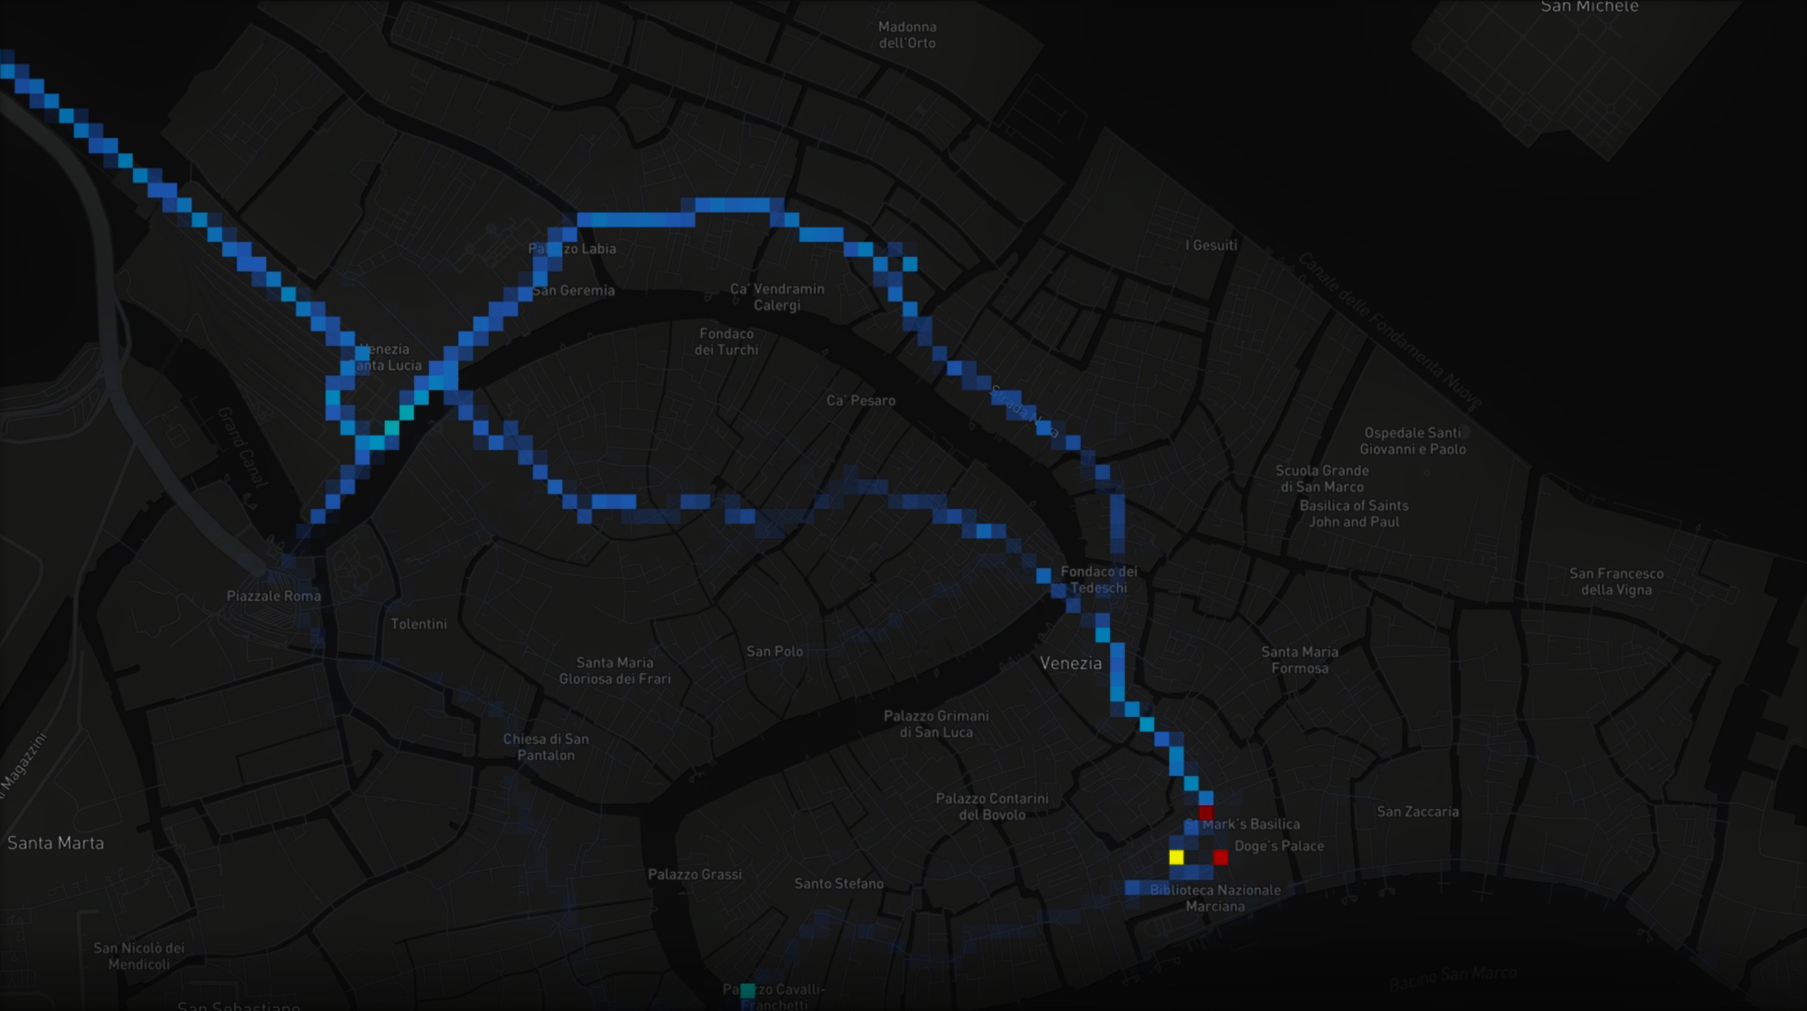 San Michele
Madonna
dell'Orto
I Gesuiti
Canale delle Fondamenta Nuove
Palazzo Labia
San Geremia
Ca' Vendramin
Calergi
Fondaco
dei Turchi
Venezia
Santa Lucia
Ca' Pesaro
Strada Nova
Grand Canal
Ospedale Santi
Giovanni e Paolo
Scuola Grande
di San Marco
Basilica of Saints
John and Paul
Fondaco dei
Tedeschi
San Francesco
della Vigna
Piazzale Roma
Tolentini
San Polo
Santa Maria
Gloriosa dei Frari
Venezia
Santa Maria
Formosa
Palazzo Grimani
di San Luca
Chiesa di San
Pantalon
Magazzini
Palazzo Contarini
del Bovolo
San Zaccaria
St Mark's Basilica
Santa Marta
Doge's Palace
Palazzo Grassi
Santo Stefano
Biblioteca Nazionale
Marciana
San Nicolò dei
Mendicoli
Bacino San Marco
Palazzo Cavalli-
Franchetti
San Sebastiano